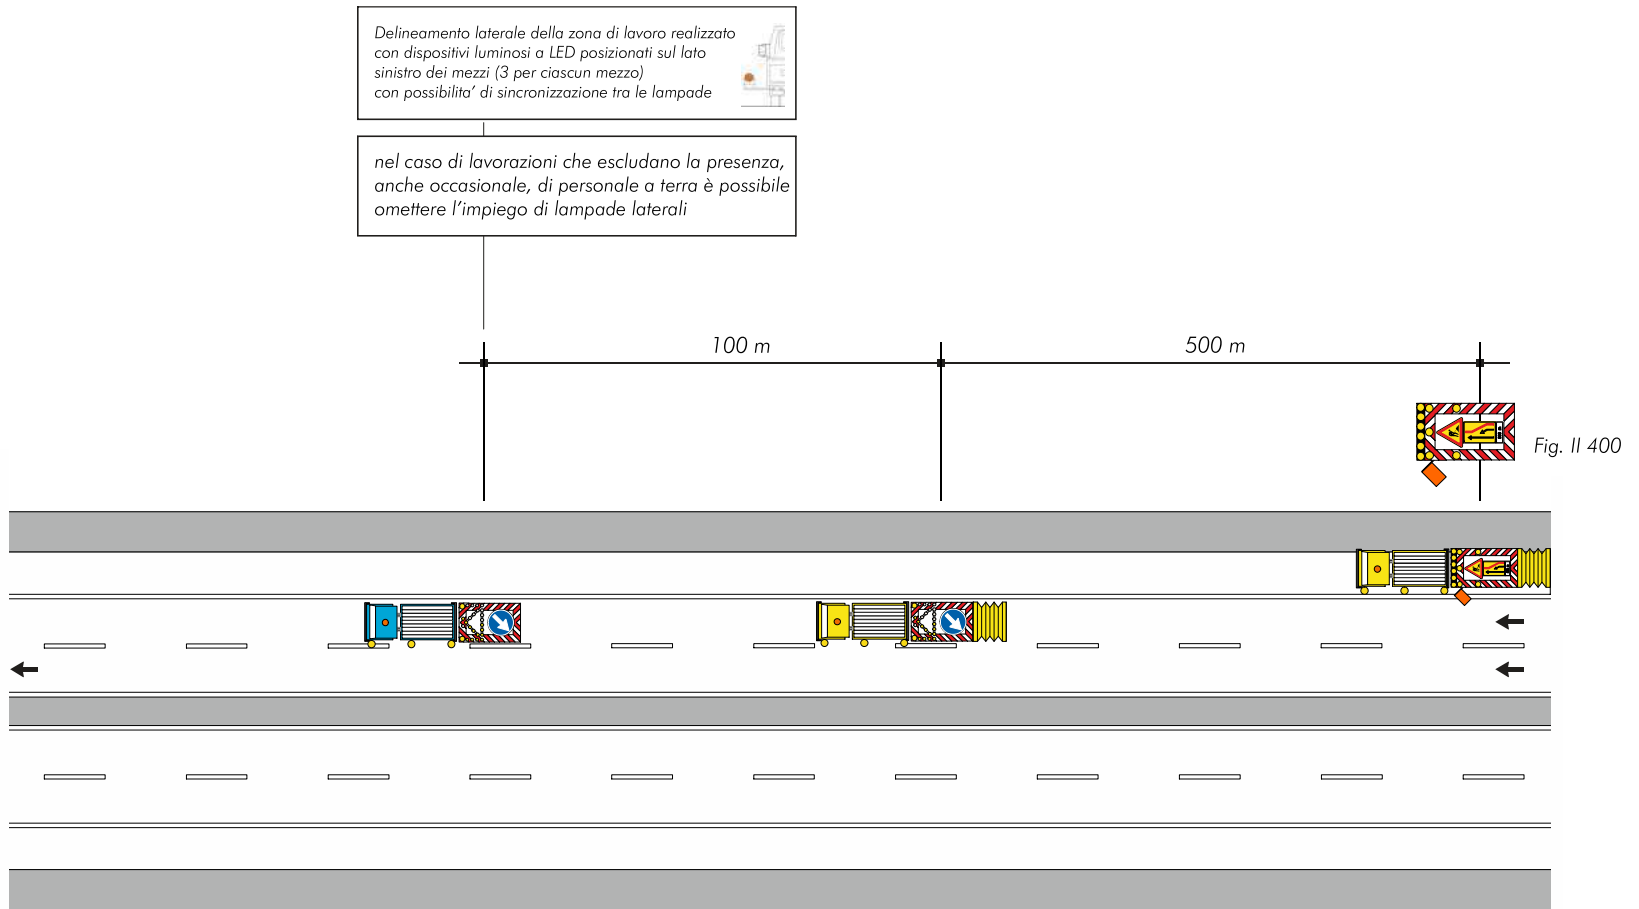 Delineamento laterale della zona di lavoro realizzato
con dispositivi luminosi a LED posizionati sul lato
sinistro dei mezzi (3 per ciascun mezzo)
con possibilita' di sincronizzazione tra le lampade
nel caso di lavorazioni che escludano la presenza,
anche occasionale, di personale a terra è possibile
omettere l'impiego di lampade laterali
100 m
500 m
Fig. II 400